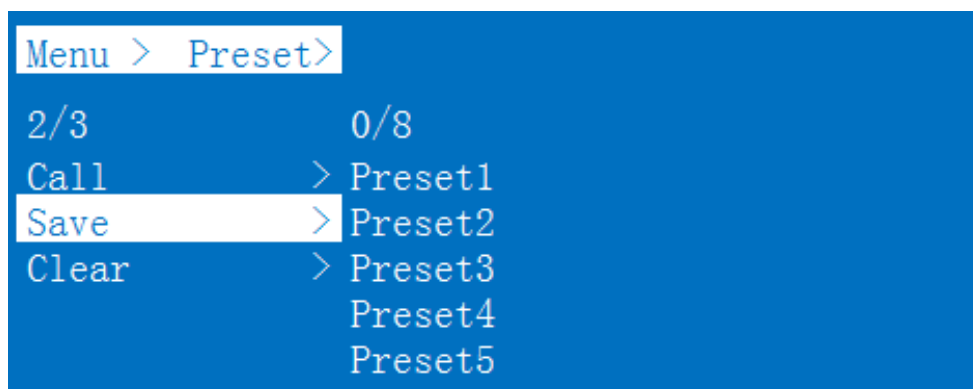 Menu > Preset>
2/3 0/8
Call > Preset1
Save > Preset2
Clear > Preset3
Preset4
Preset5